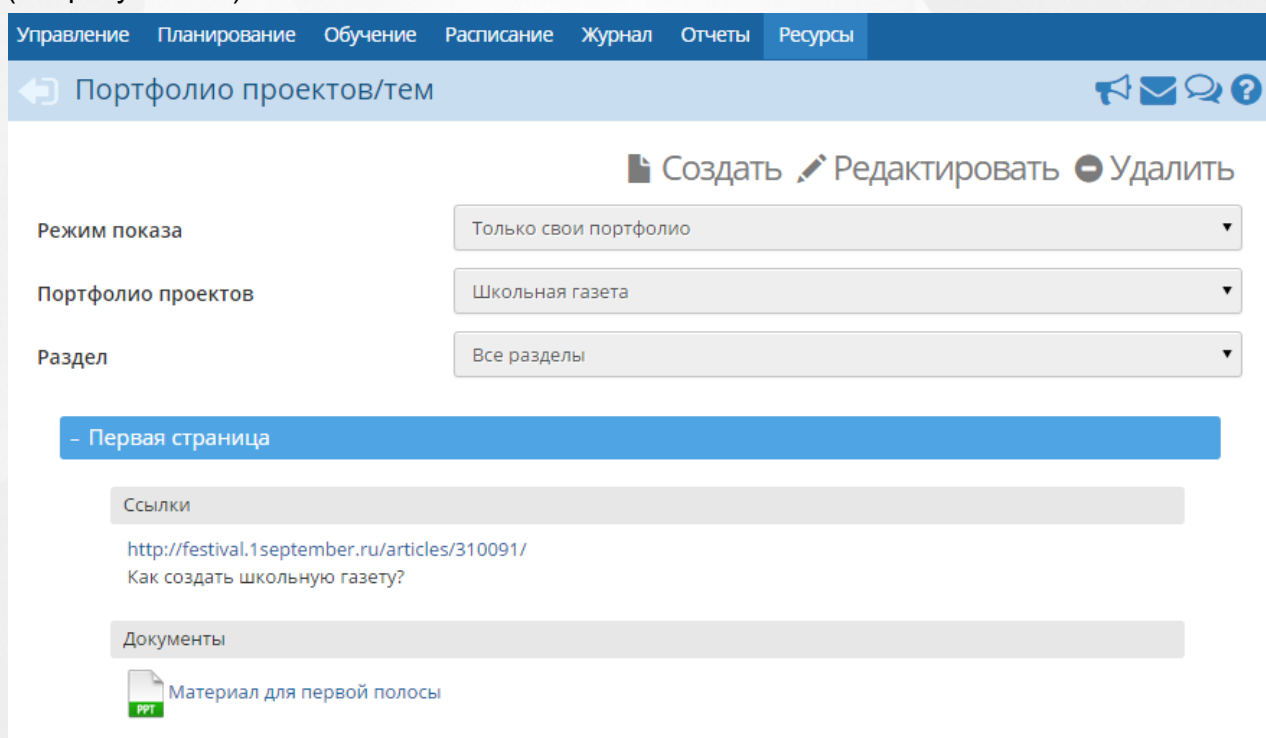 Управление Планирование Обучение Расписание Журнал Отчеты Ресурсы
Портфолио проектов/тем
Создать Редактировать Удалить
Режим показа Только свои портфолио
Портфолио проектов Школьная газета
Раздел Все разделы
– Первая страница
Ссылки
http://festival.1september.ru/articles/310091/
Как создать школьную газету?
Документы
PPT Материал для первой полосы